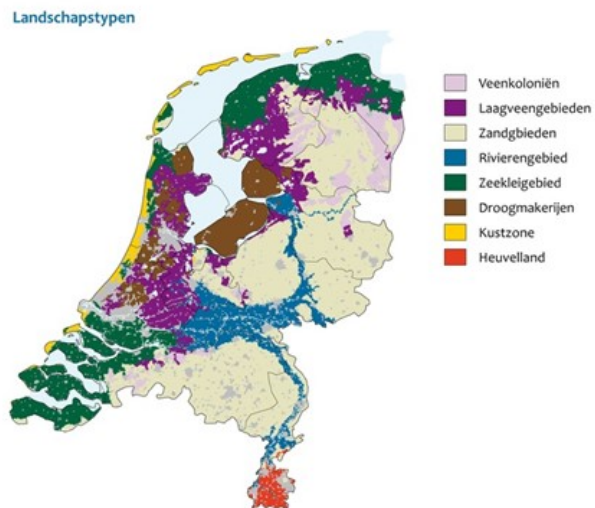 Landschapstypen
Veenkoloniën
Laagveengebieden
Zandgbieden
Rivierengebied
Zeekleigebied
Droogmakerijen
Kustzone
Heuvelland